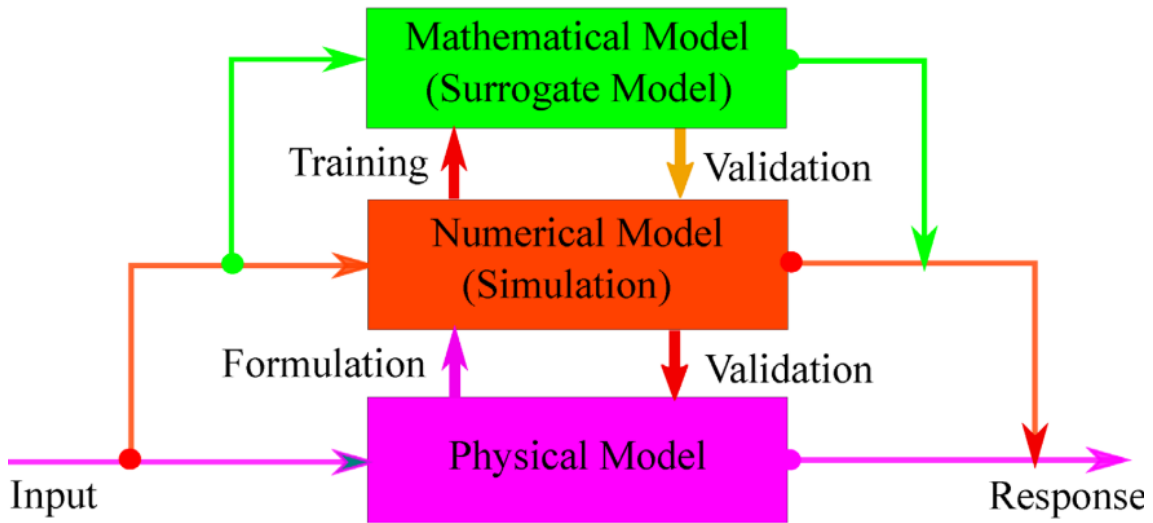 Mathematical Model
(Surrogate Model)
Training
Validation
Numerical Model
(Simulation)
Formulation
Validation
Physical Model
Input
Response